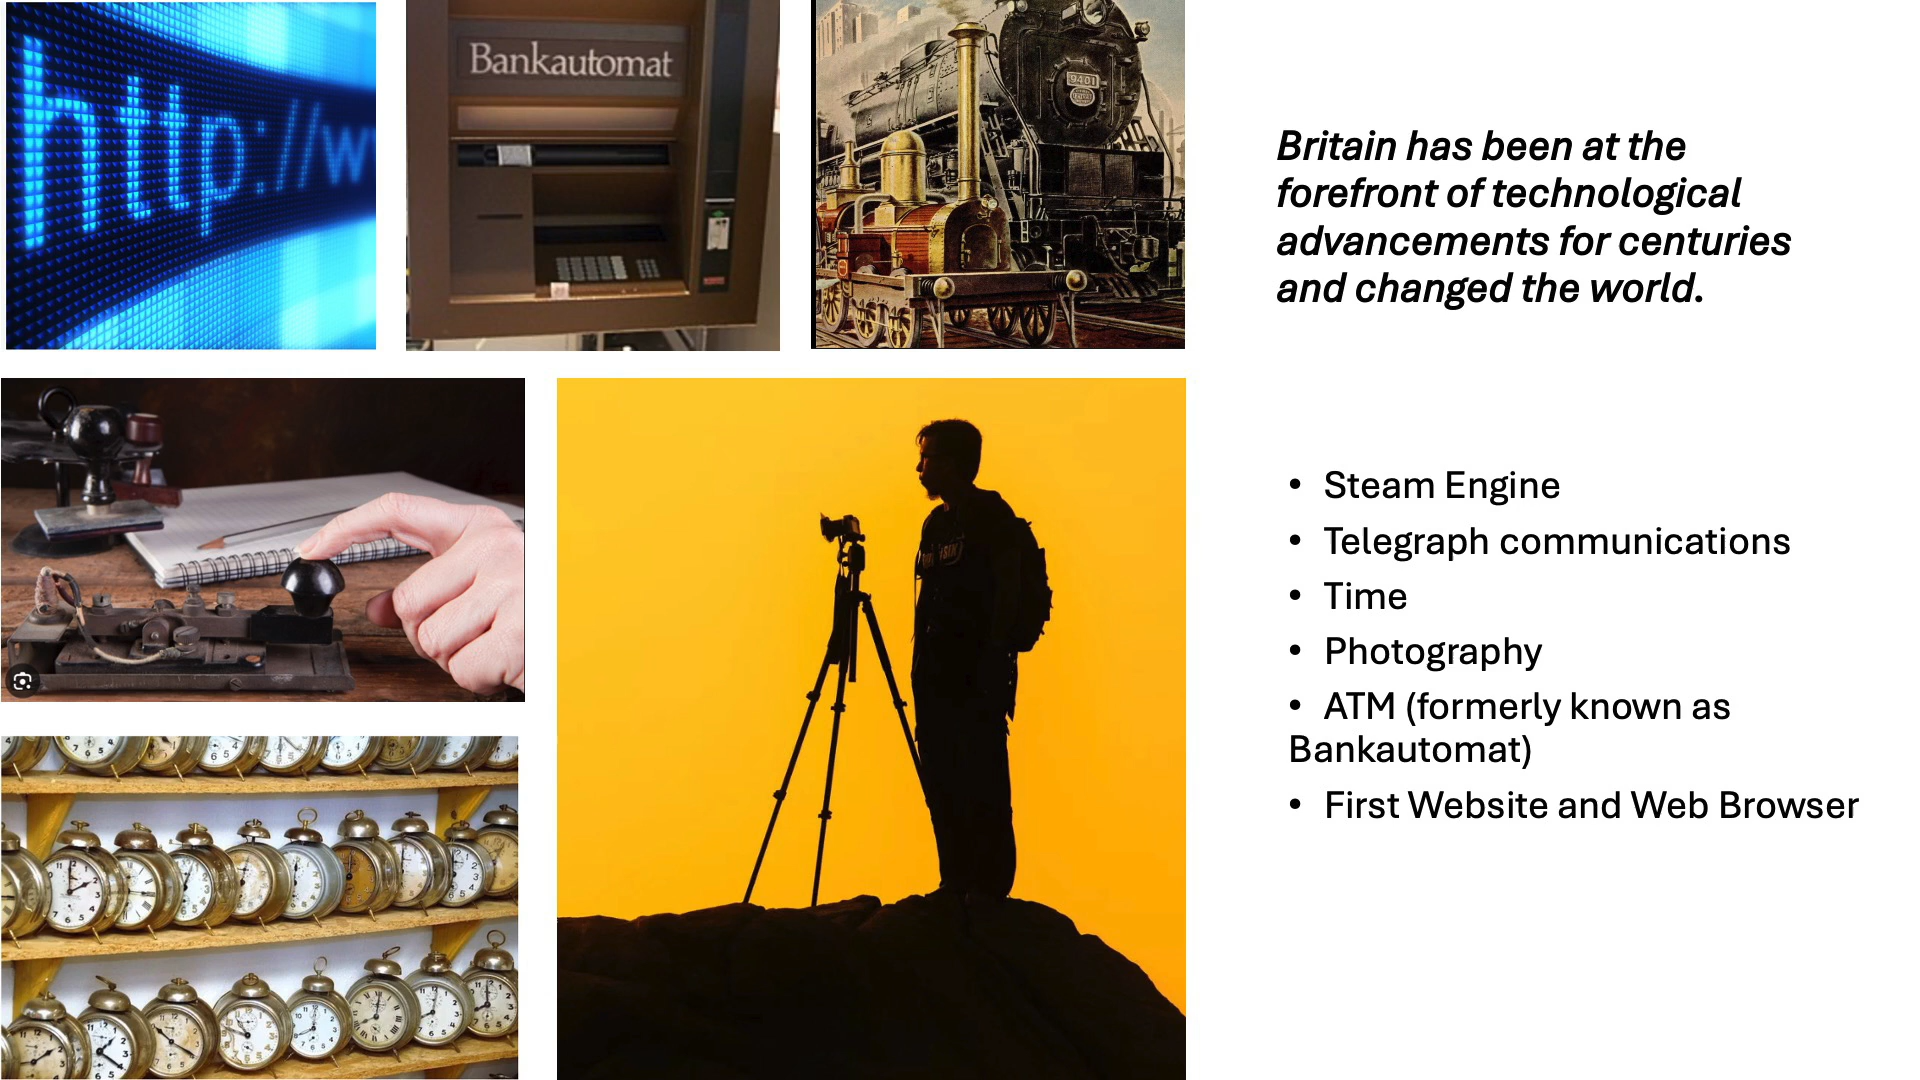 http://w
Bankautomat
9401
Britain has been at the
forefront of technological
advancements for centuries
and changed the world.
• Steam Engine
• Telegraph communications
• Time
• Photography
• ATM (formerly known as
Bankautomat)
• First Website and Web Browser